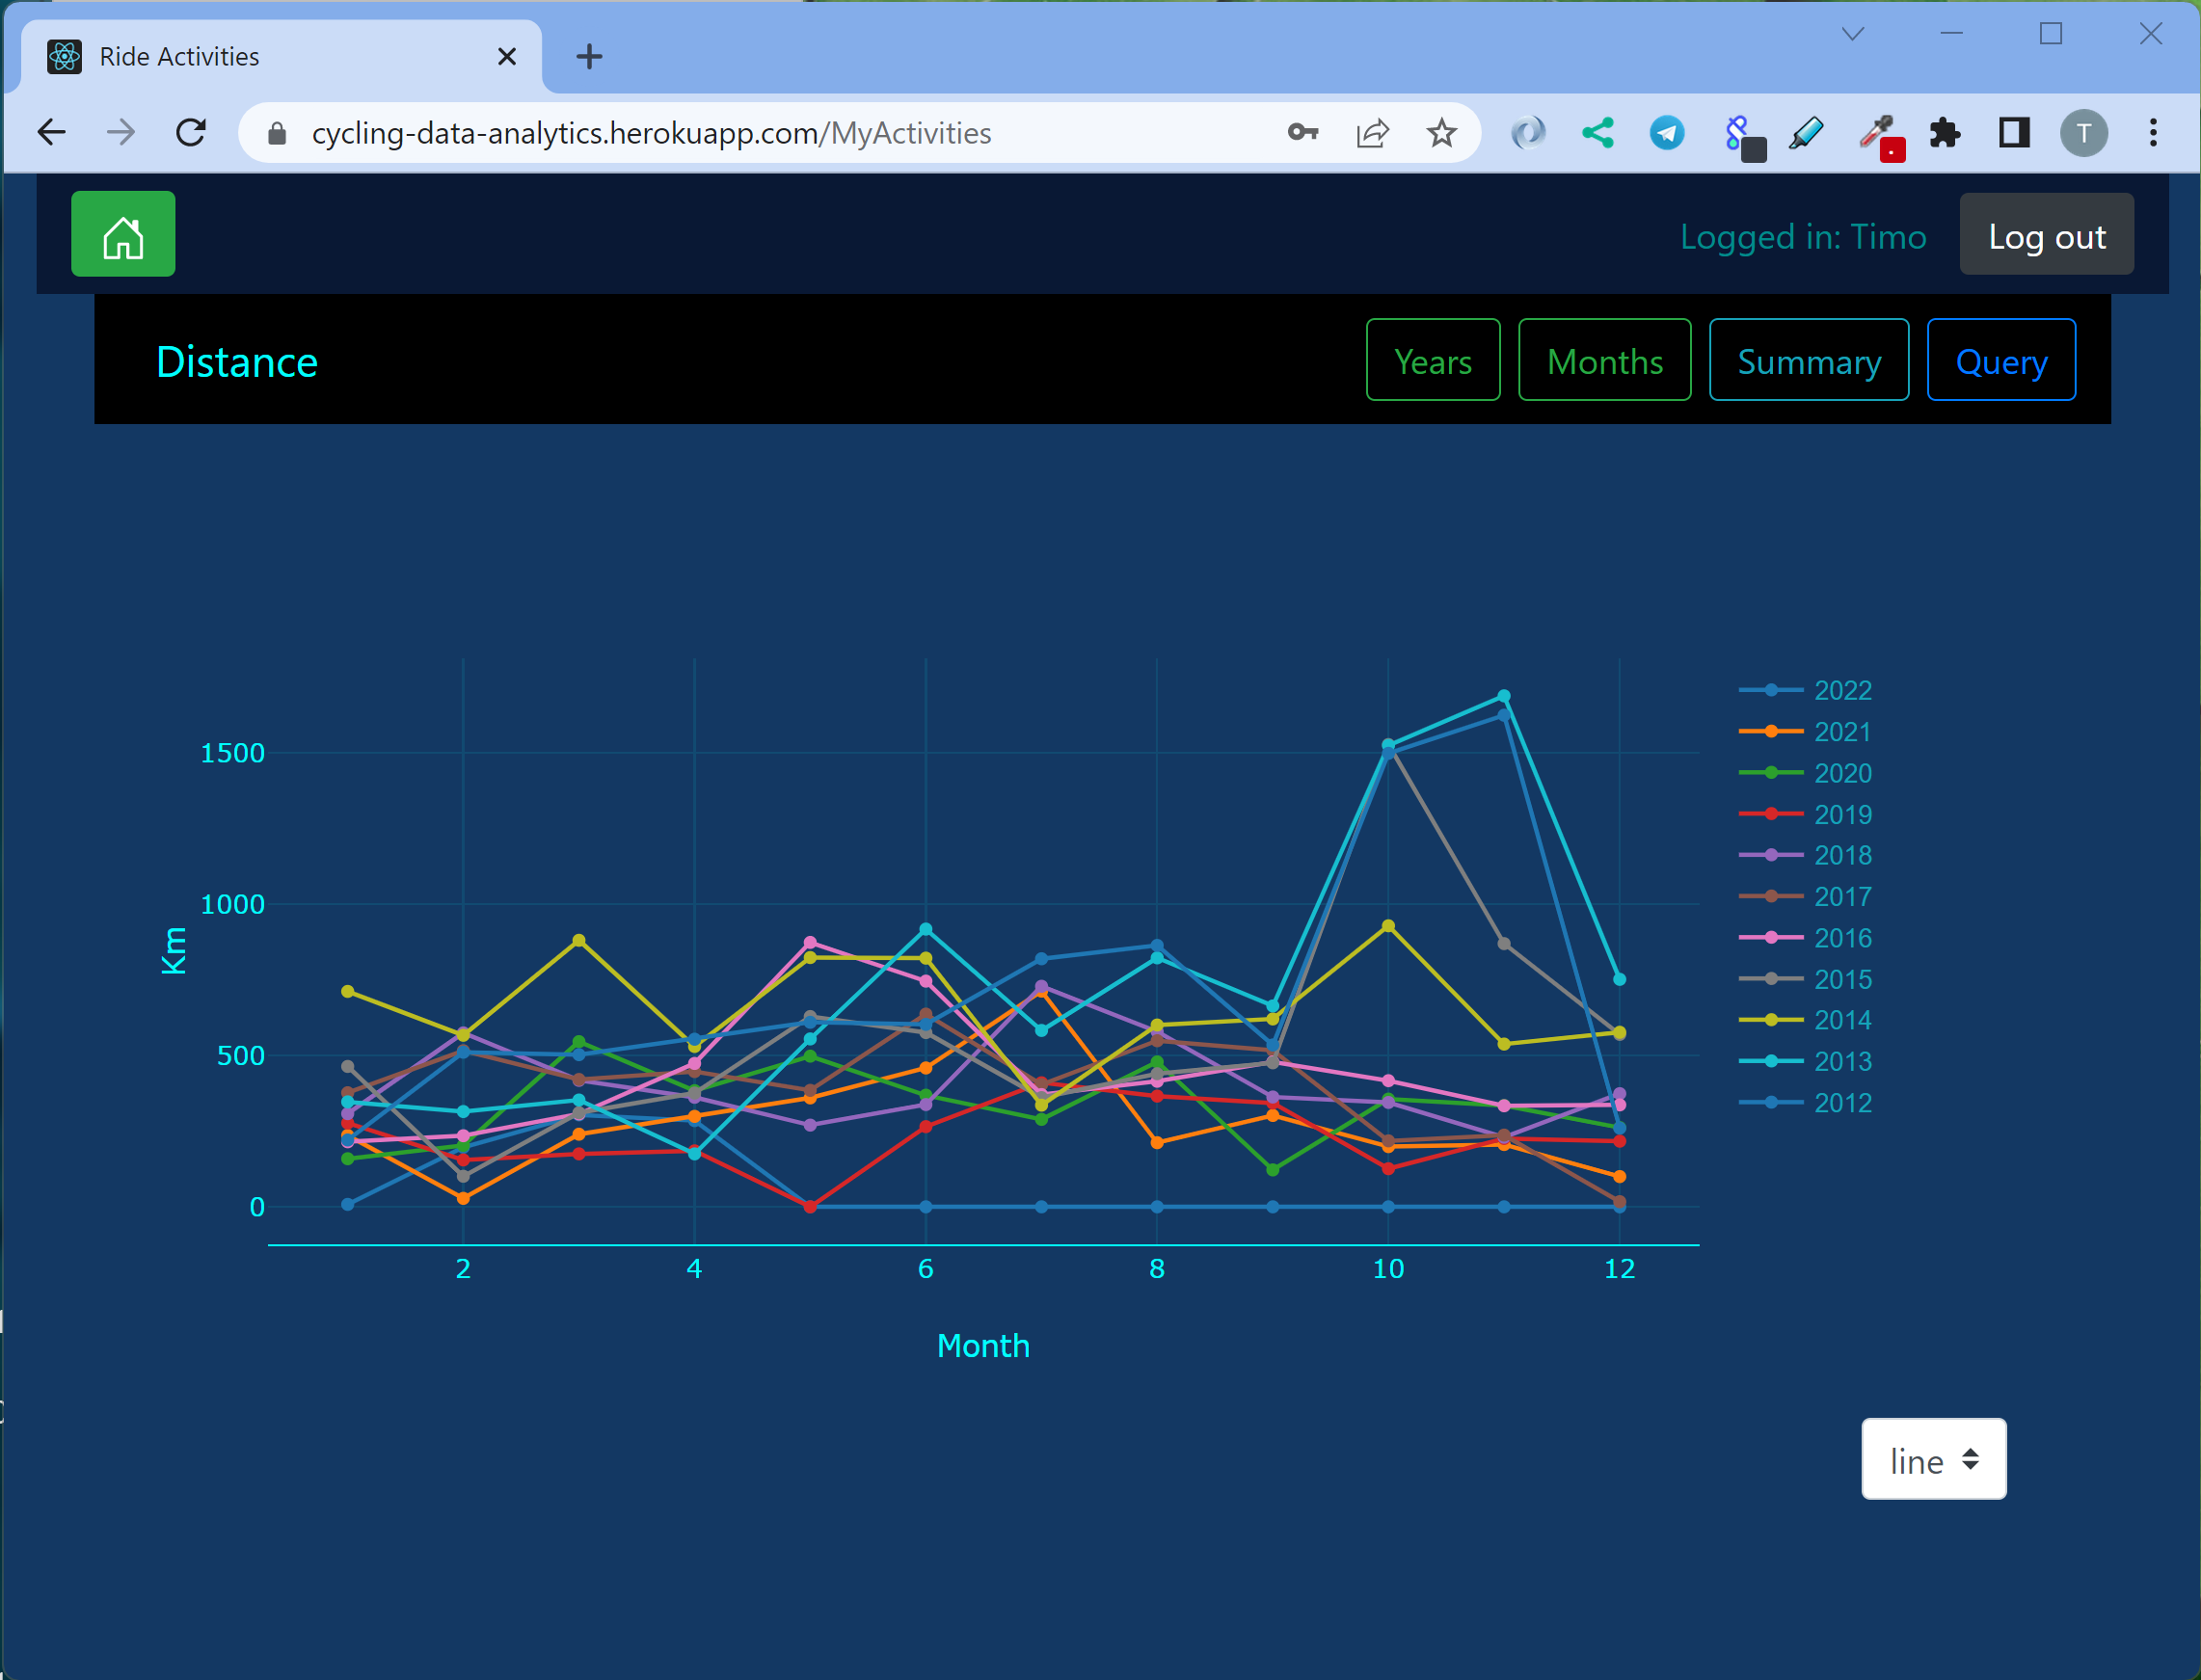 Ride Activities
cycling-data-analytics.herokuapp.com/MyActivities
T
Logged in: Timo
Log out
Distance
Years
Months
Summary
Query
1500
1000
500
0
Km
2
4
6
8
10
12
Month
2022
2021
2020
2019
2018
2017
2016
2015
2014
2013
2012
line